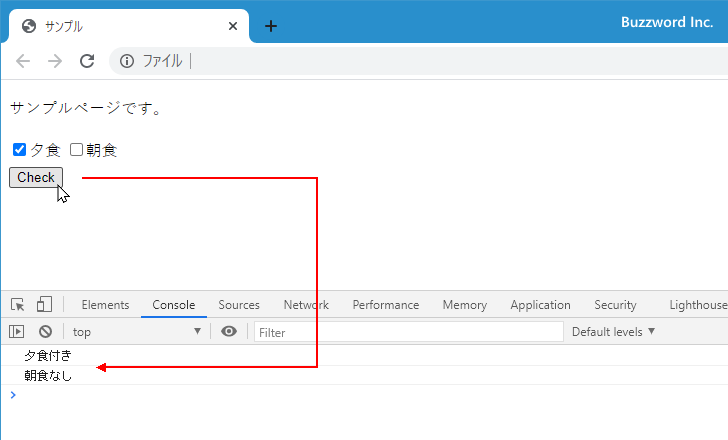 サンプル
Buzzword Inc.
ファイル
サンプルページです。
夕食 朝食
Check
Elements Console Sources Network Performance Memory Application Security Lighthouse
top Filter Default levels
夕食付き
朝食なし